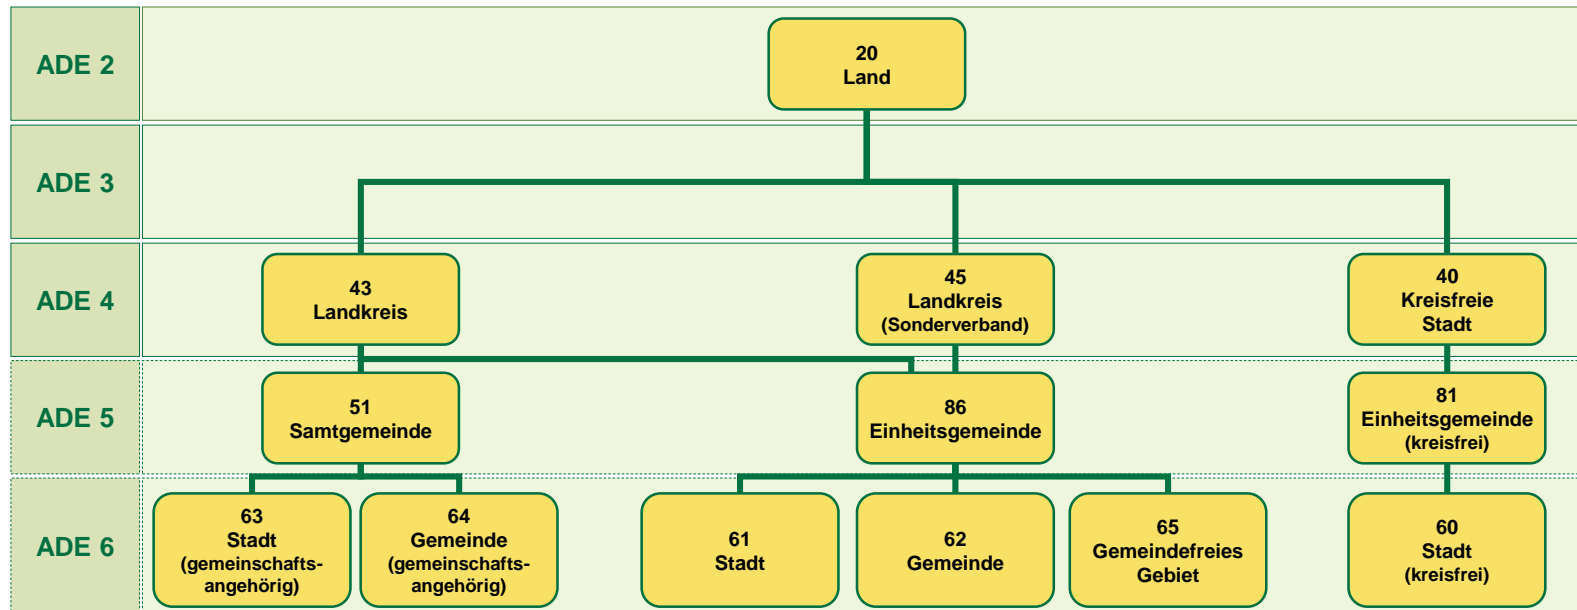 ADE 2
20
Land
ADE 3
ADE 4
43
Landkreis
45
Landkreis
(Sonderverband)
40
Kreisfreie
Stadt
ADE 5
51
Samtgemeinde
86
Einheitsgemeinde
81
Einheitsgemeinde
(kreisfrei)
ADE 6
63
Stadt
(gemeinschafts-
angehörig)
64
Gemeinde
(gemeinschafts-
angehörig)
61
Stadt
62
Gemeinde
65
Gemeindefreies
Gebiet
60
Stadt
(kreisfrei)